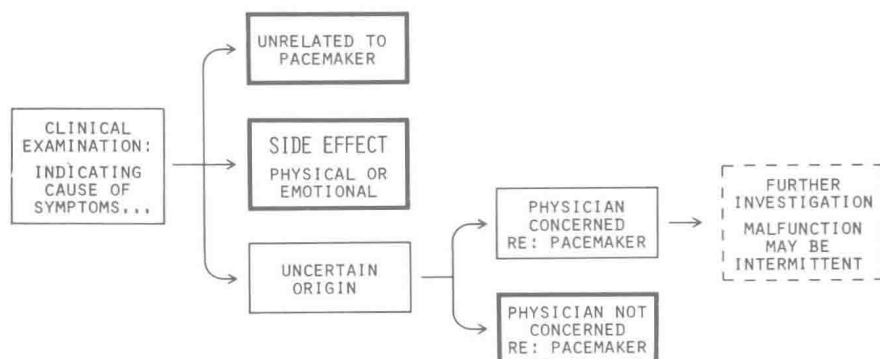 UNRELATED TO
PACEMAKER
CLINICAL
EXAMINATION:
INDICATING
CAUSE OF
SYMPTOMS...
SIDE EFFECT
PHYSICAL OR
EMOTIONAL
UNCERTAIN
ORIGIN
PHYSICIAN
CONCERNED
RE: PACEMAKER
FURTHER
INVESTIGATION
MALFUNCTION
MAY BE
INTERMITTENT
PHYSICIAN NOT
CONCERNED
RE: PACEMAKER